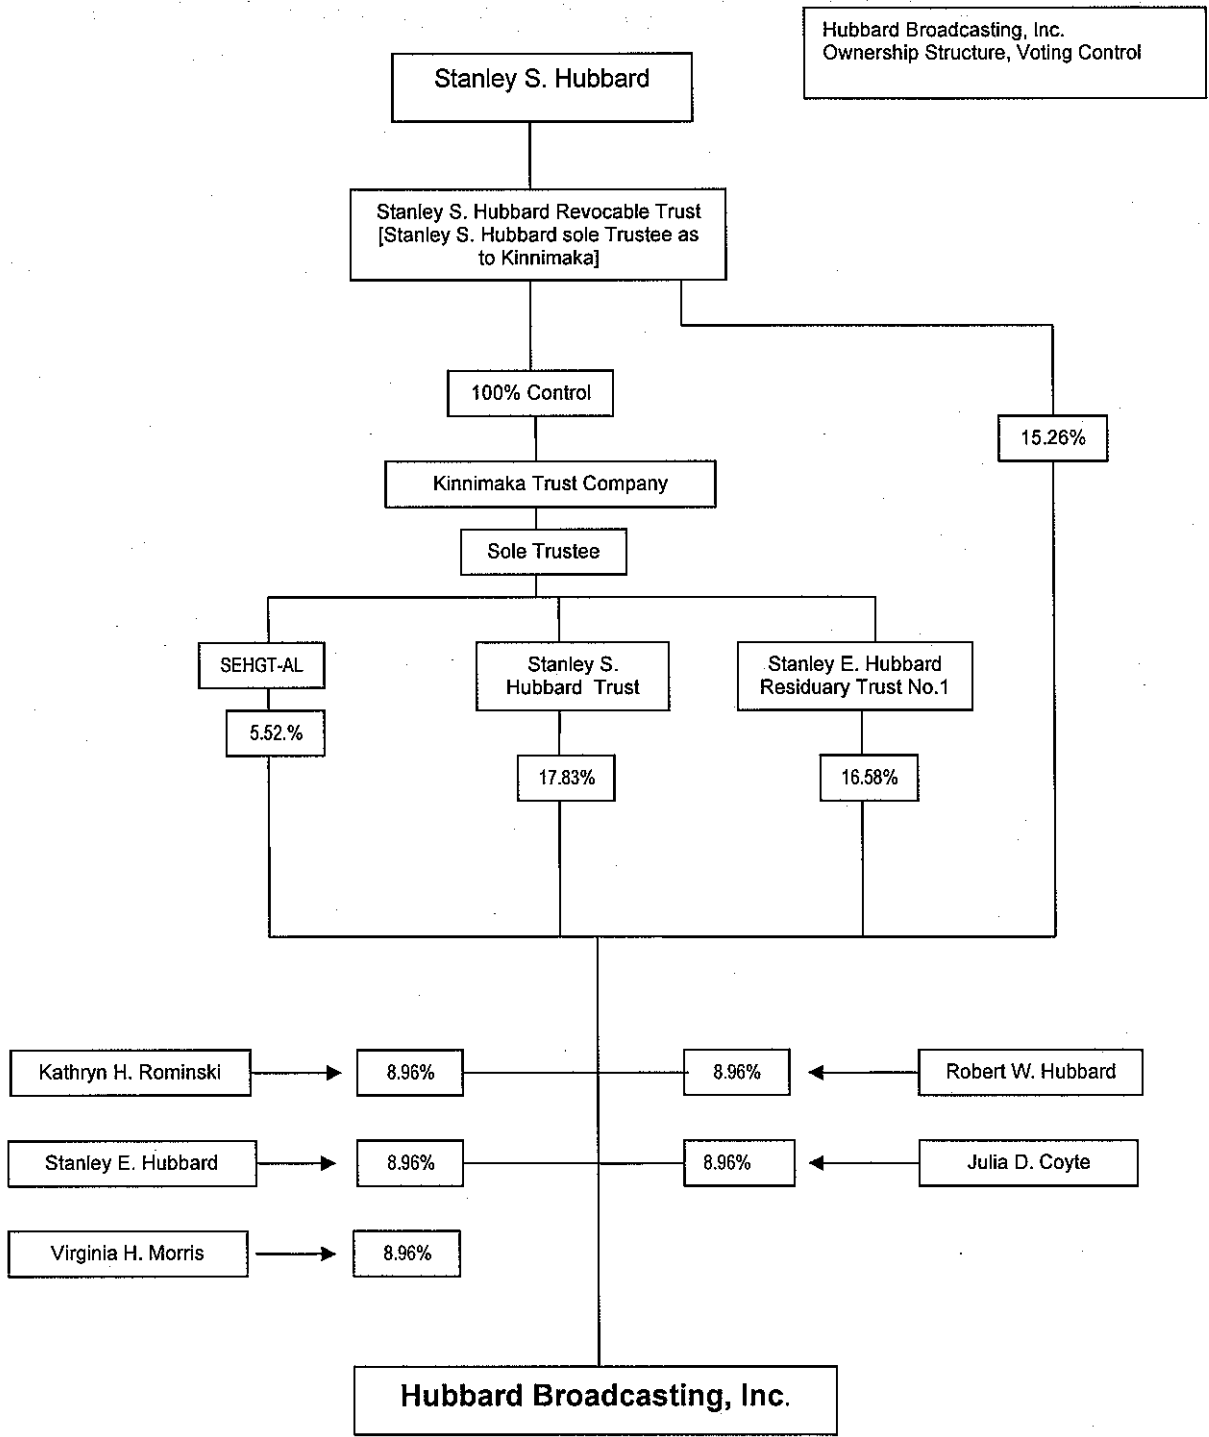 Hubbard Broadcasting, Inc.
Ownership Structure, Voting Control
Stanley S. Hubbard
Stanley S. Hubbard Revocable Trust
[Stanley S. Hubbard sole Trustee as
to Kinnimaka]
100% Control
15.26%
Kinnimaka Trust Company
Sole Trustee
SEHGT-AL
Stanley S.
Hubbard Trust
Stanley E. Hubbard
Residuary Trust No.1
5.52.%
17.83%
16.58%
Kathryn H. Rominski
8.96%
8.96%
Robert W. Hubbard
Stanley E. Hubbard
8.96%
8.96%
Julia D. Coyte
Virginia H. Morris
8.96%
Hubbard Broadcasting, Inc.